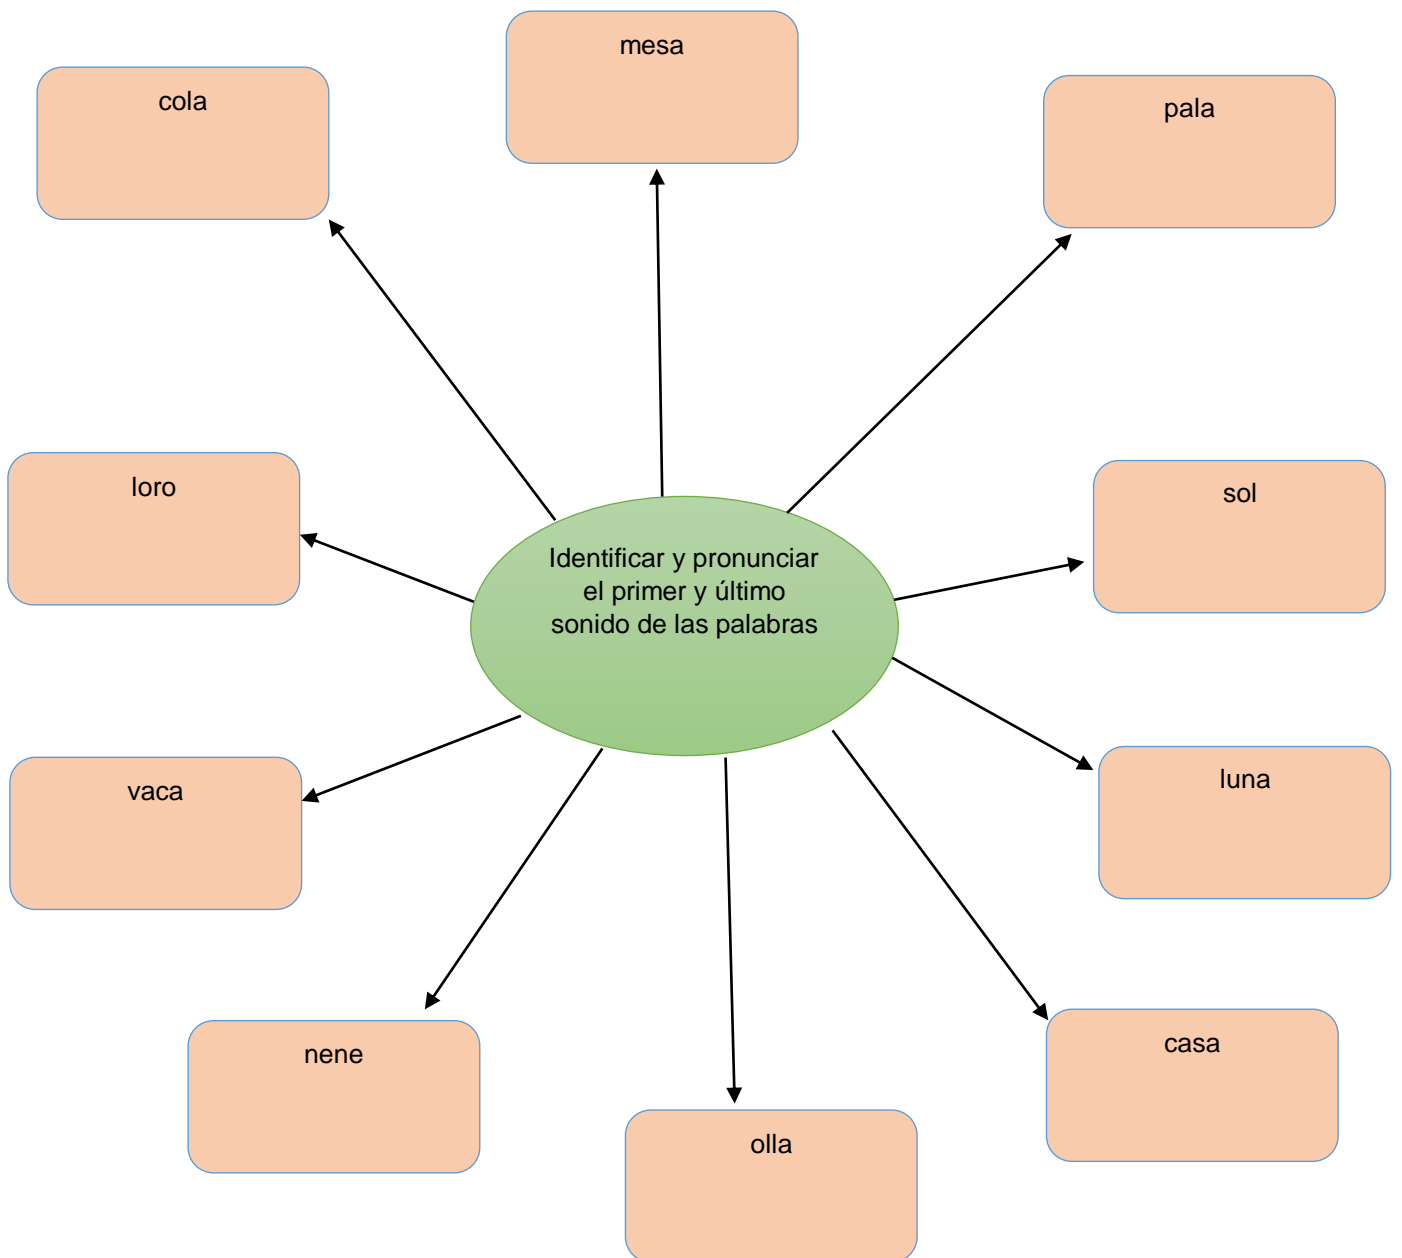 mesa
cola
pala
loro
sol
Identificar y pronunciar
el primer y último
sonido de las palabras
vaca
luna
nene
casa
olla